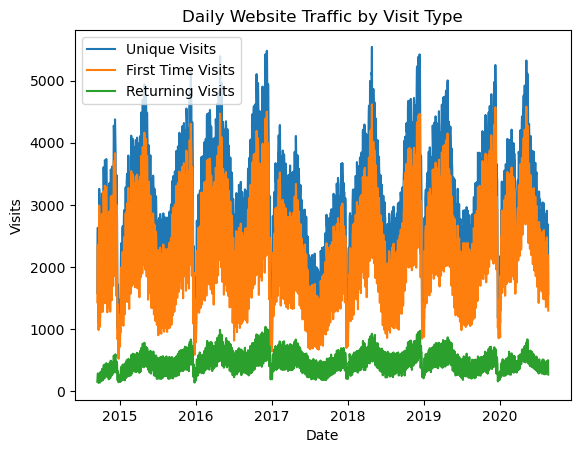 Daily Website Traffic by Visit Type
Unique Visits
First Time Visits
Returning Visits
Visits
5000
4000
3000
2000
1000
0
2015 2016 2017 2018 2019 2020
Date